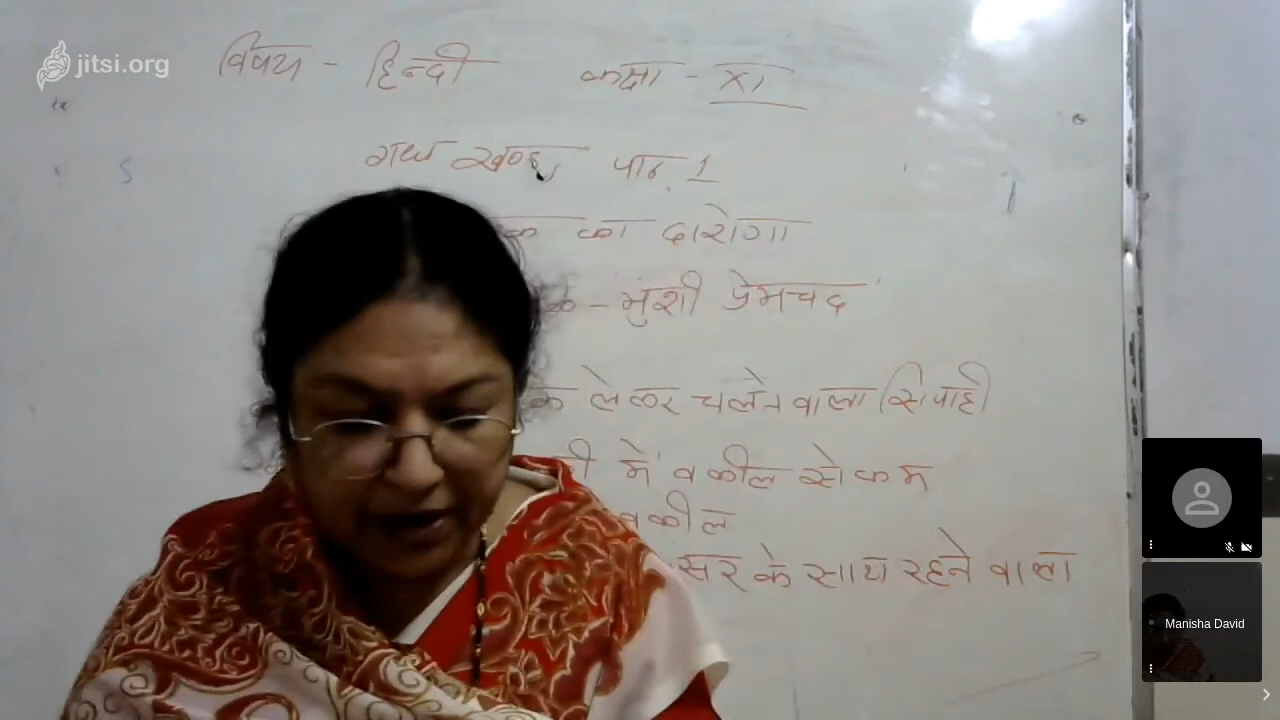 jitsi.org
विषय - हिन्दी कक्षा - XI
गद्य खण्ड पाठ 1
क का दारोगा
मुंशी प्रेमचंद
लेकर चलने वाला सिपाही
में वकील से कम
वकील
सर के साथ रहने वाला
Manisha David